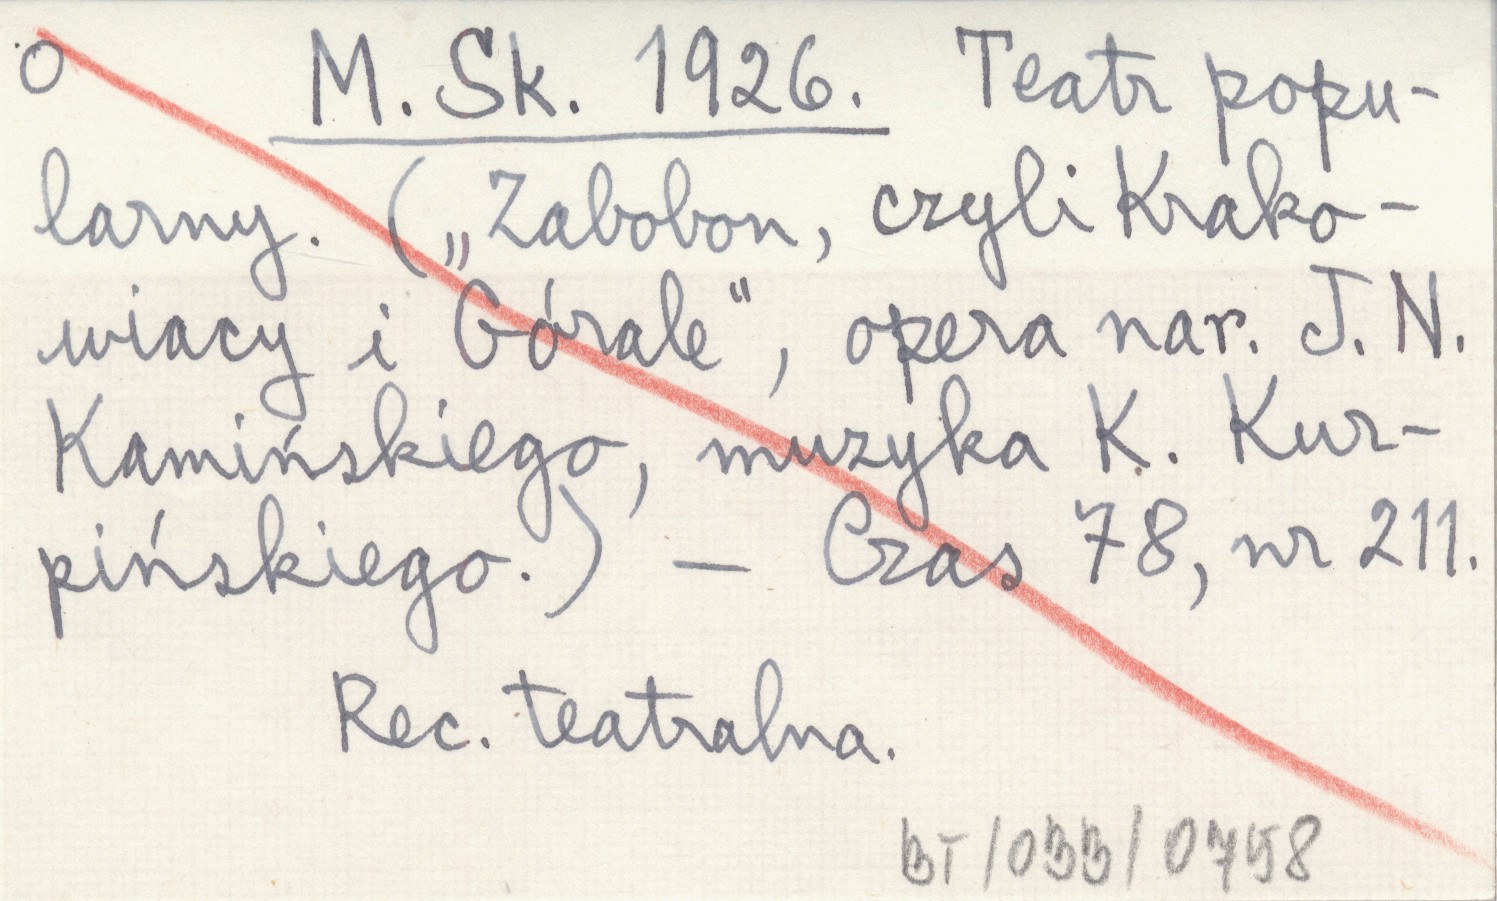 O M. Sk. 1926. Teatr popu-
larny. („Zabobon, czyli Krako-
wiacy i Górale", opera nar. J. N.
Kamińskiego, muzyka K. Kur-
pińskiego.) — Czas 78, nr 211.
Rec. teatralna.
BT/033/0758